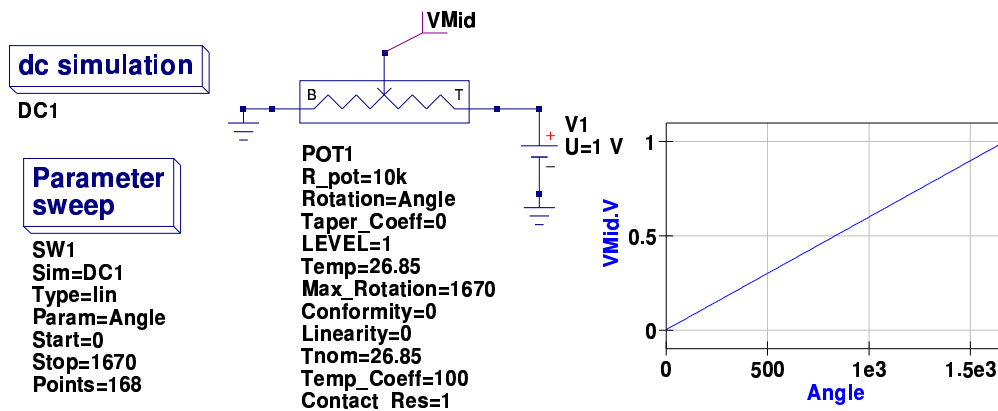 VMid
dc simulation
DC1
B
T
V1
U=1 V
+
-
Parameter
sweep
SW1
Sim=DC1
Type=lin
Param=Angle
Start=0
Stop=1670
Points=168
POT1
R_pot=10k
Rotation=Angle
Taper_Coeff=0
LEVEL=1
Temp=26.85
Max_Rotation=1670
Conformity=0
Linearity=0
Tnom=26.85
Temp_Coeff=100
Contact_Res=1
VMid.V
1
0.5
0
0 500 1e3 1.5e3
Angle